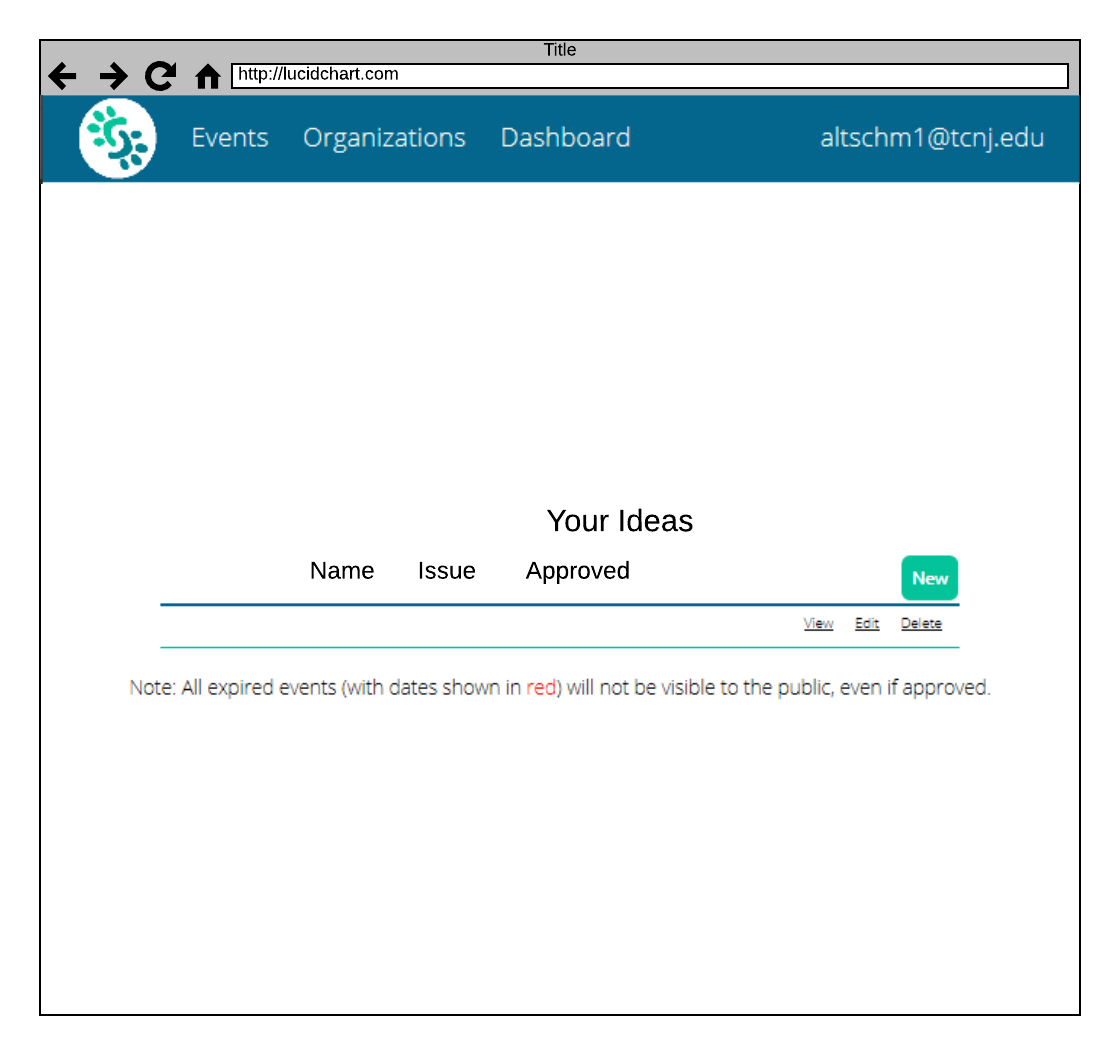 Title
http://lucidchart.com
Events Organizations Dashboard altschm1@tcnj.edu
Your Ideas
Name Issue Approved New
View Edit Delete
Note: All expired events (with dates shown in red) will not be visible to the public, even if approved.